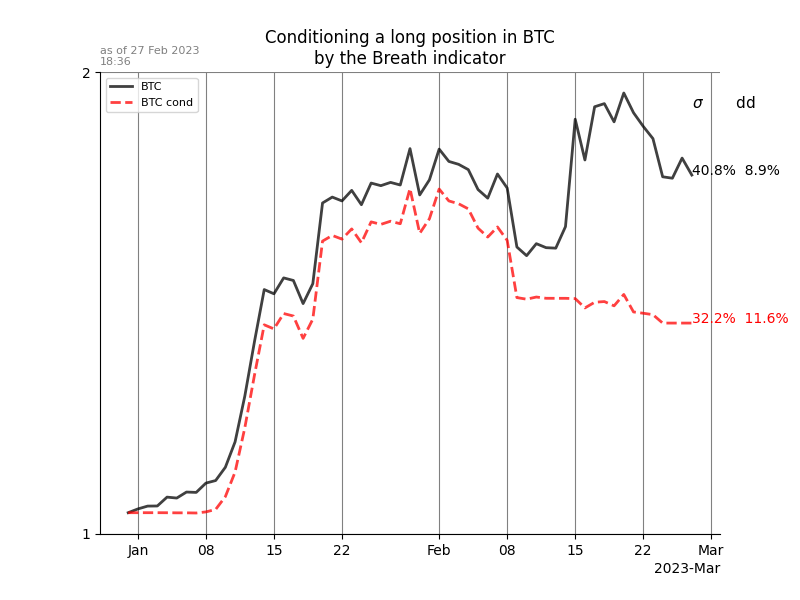 Conditioning a long position in BTC
by the Breath indicator
as of 27 Feb 2023
18:36
2
BTC
BTC cond
σ dd
40.8% 8.9%
32.2% 11.6%
1
Jan 08 15 22 Feb 08 15 22 Mar
2023-Mar